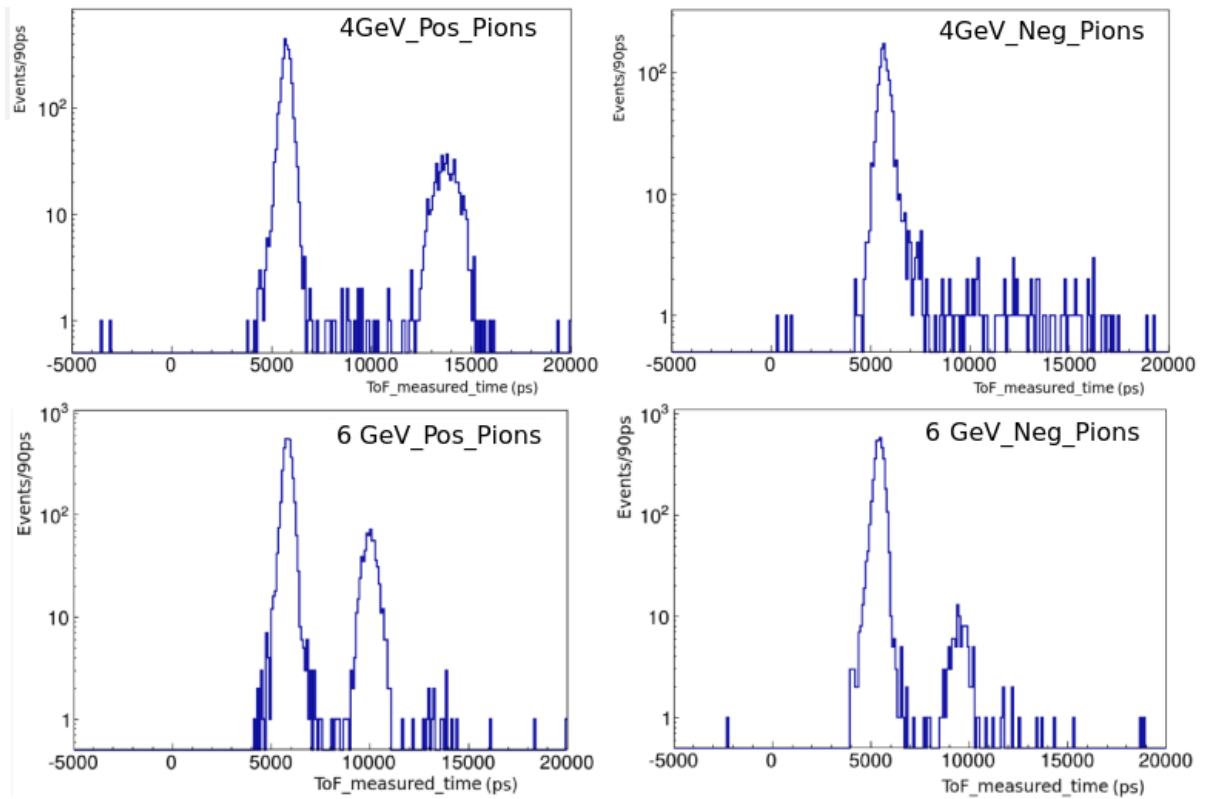 4GeV_Pos_Pions
Events/90ps
10²
10
1
-5000 0 5000 10000 15000 20000
ToF_measured_time (ps)
4GeV_Neg_Pions
Events/90ps
10²
10
1
-5000 0 5000 10000 15000 20000
ToF_measured_time (ps)
6 GeV_Pos_Pions
Events/90ps
10³
10²
10
1
-5000 0 5000 10000 15000 20000
ToF_measured_time (ps)
6 GeV_Neg_Pions
Events/90ps
10³
10²
10
1
-5000 0 5000 10000 15000 20000
ToF_measured_time (ps)